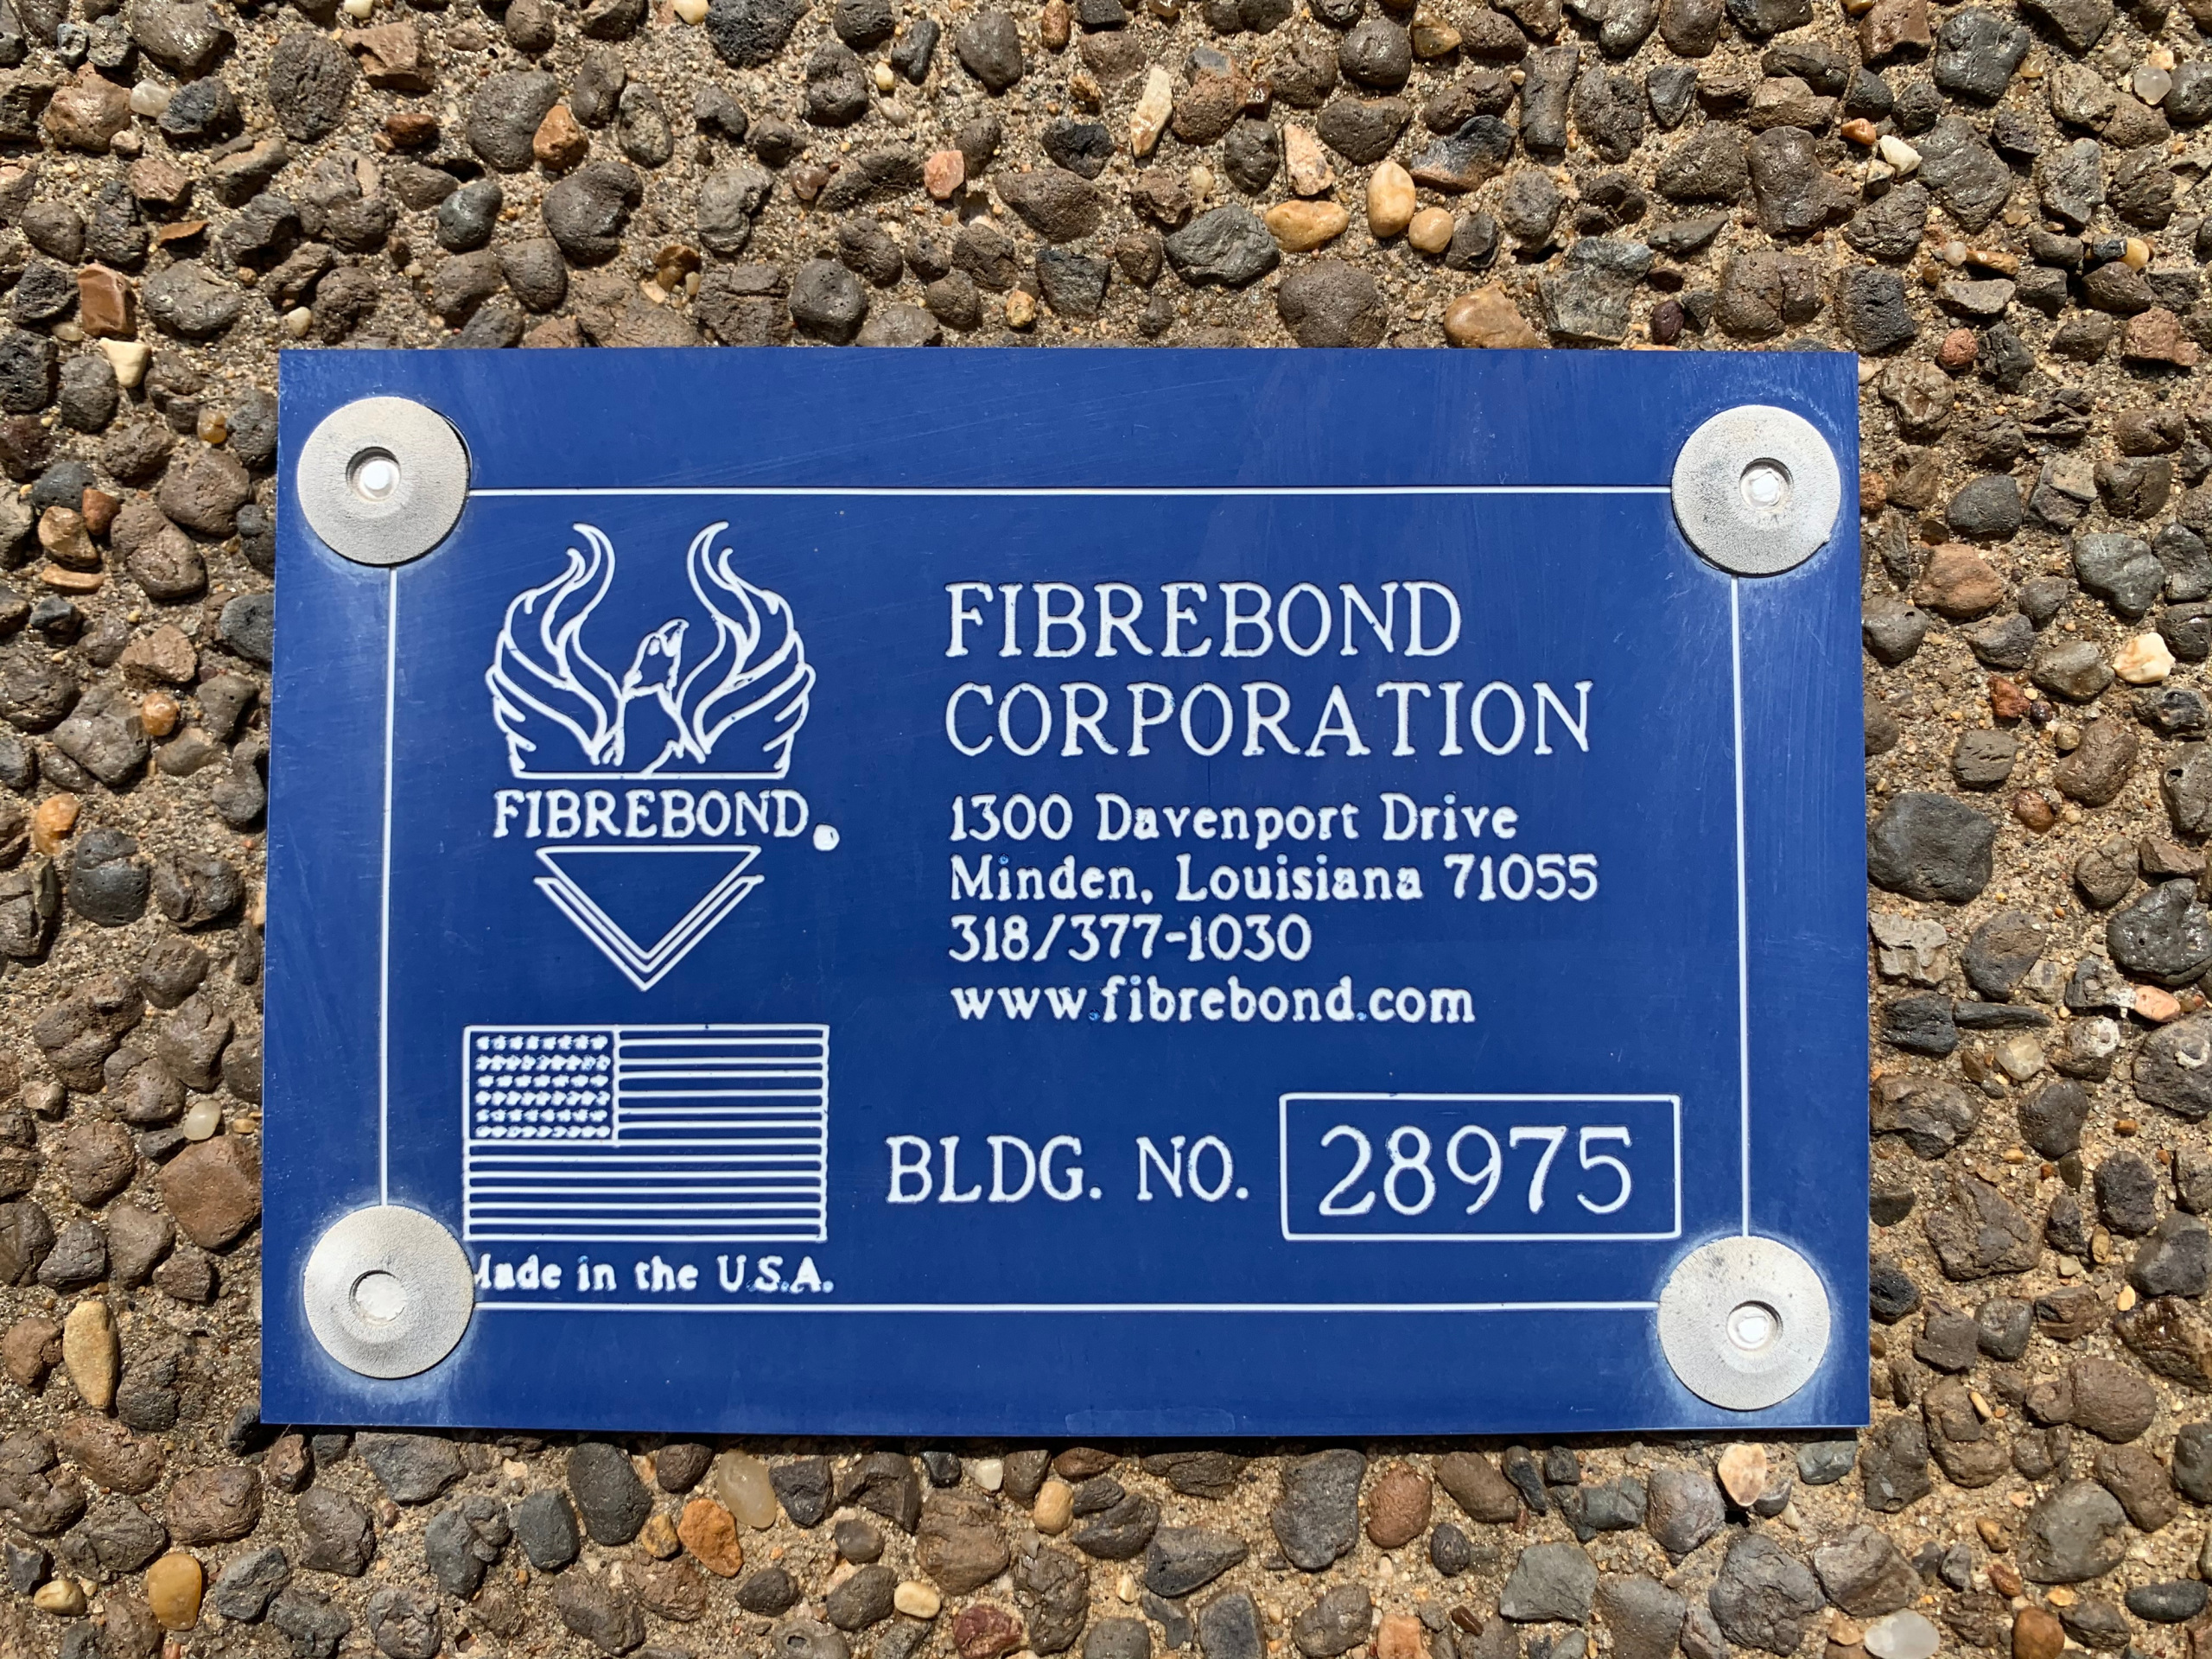 FIBREBOND
CORPORATION
1300 Davenport Drive
Minden, Louisiana 71055
318/377-1030
www.fibrebond.com
FIBREBOND
BLDG. NO. 28975
Made in the U.S.A.